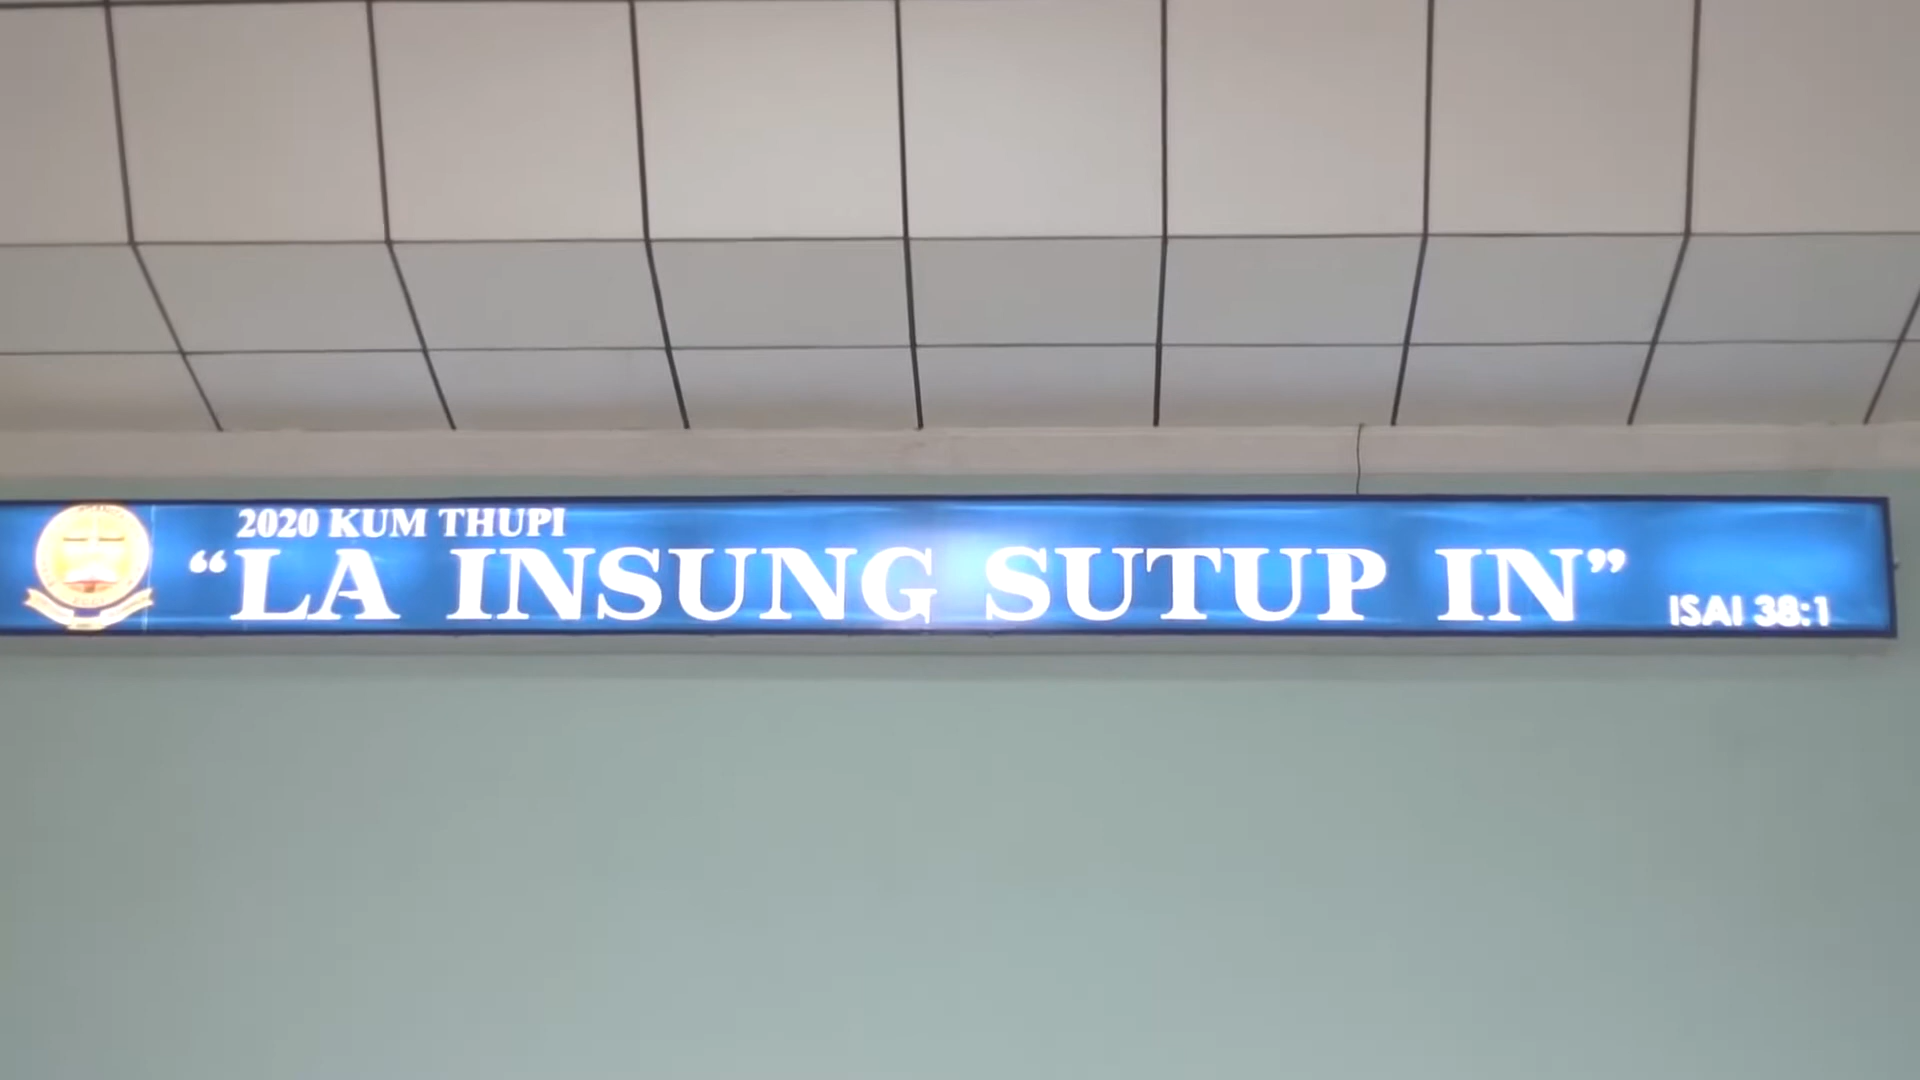 2020 KUM THUPI
“LA INSUNG SUTUP IN”
ISAI 38:1